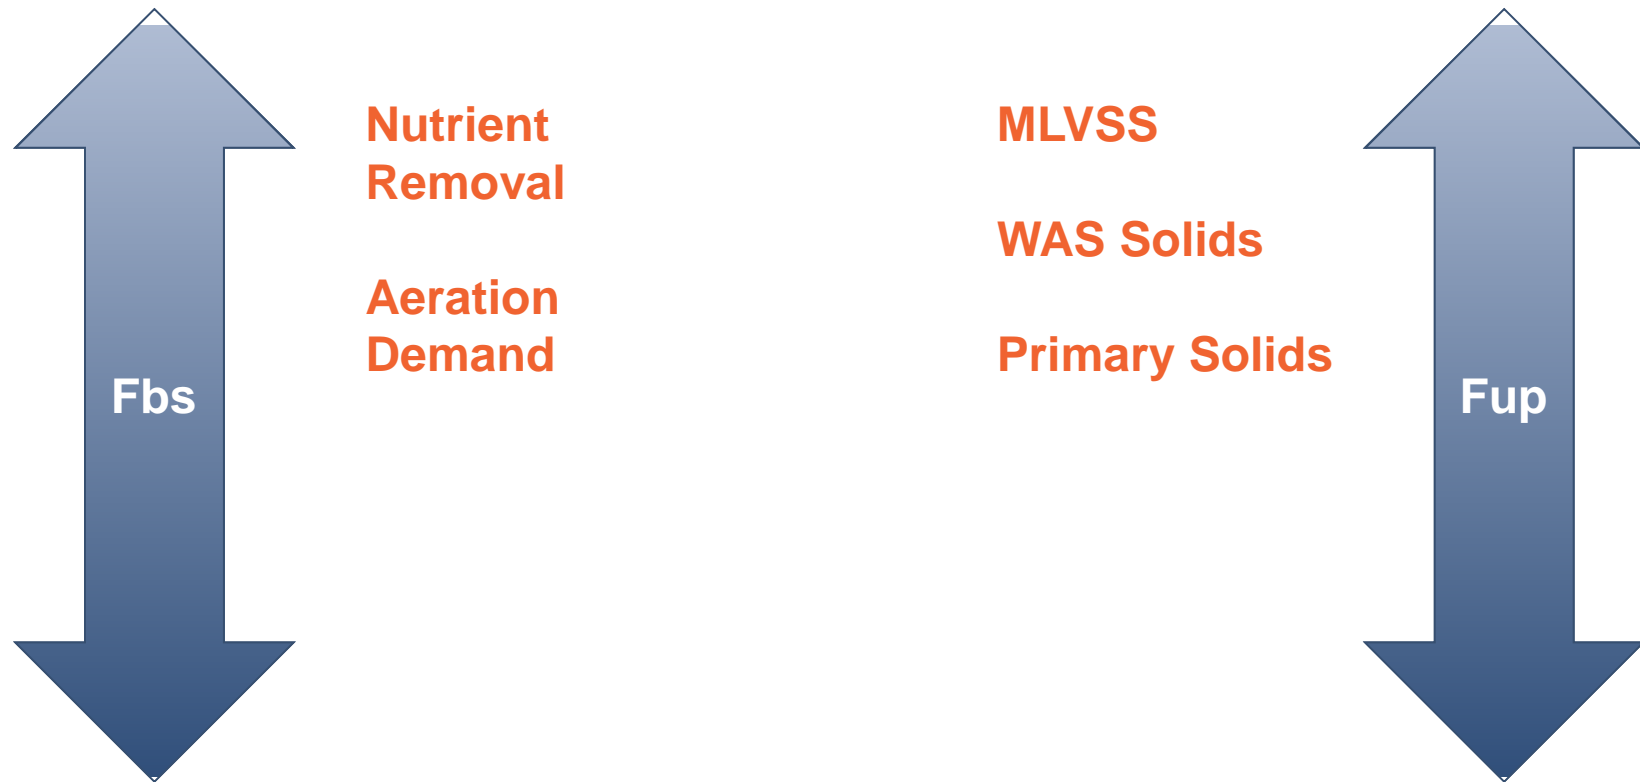 Fbs
Nutrient
Removal
Aeration
Demand
MLVSS
WAS Solids
Primary Solids
Fup